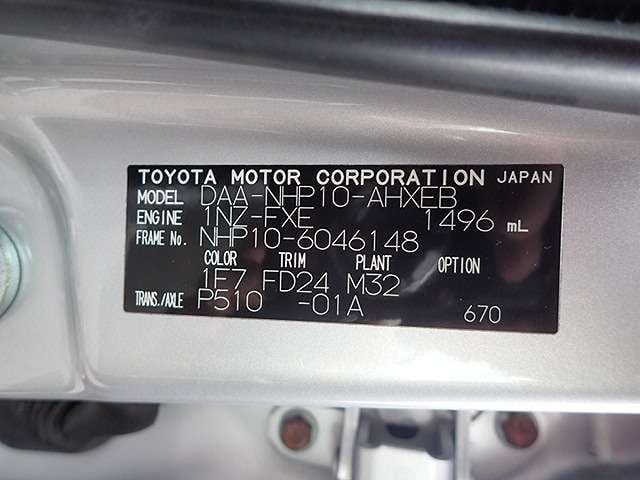 TOYOTA MOTOR CORPORATION JAPAN
MODEL DAA-NHP10-AHXEB
ENGINE 1NZ-FXE 1496 mL
FRAME No. NHP10-6046148
COLOR TRIM PLANT OPTION
1F7 FD24 M32
TRANS./AXLE P510 -01A 670